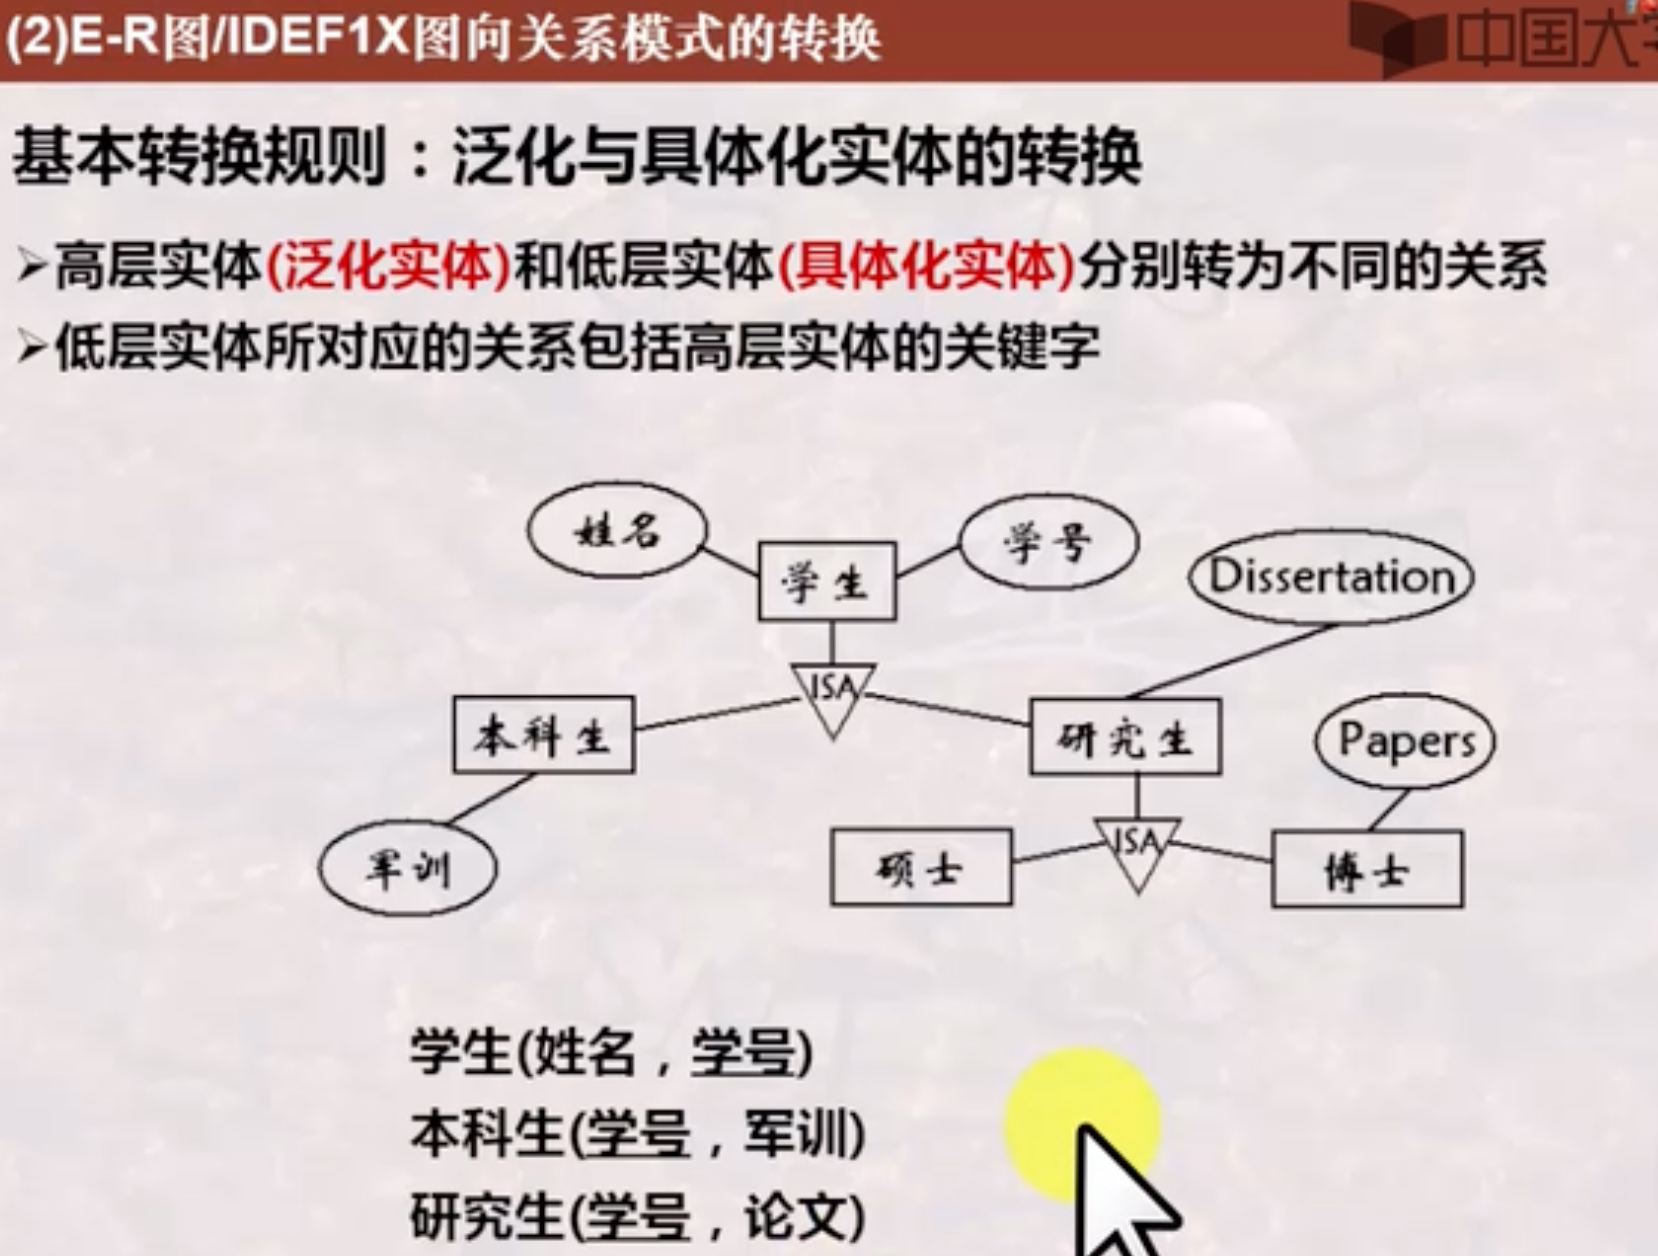 (2)E-R图/IDEF1X图向关系模式的转换
中国大
基本转换规则：泛化与具体化实体的转换
➢高层实体(泛化实体)和低层实体(具体化实体)分别转为不同的关系
➢低层实体所对应的关系包括高层实体的关键字
姓名
学生
学号
Dissertation
ISA
本科生
研究生
Papers
军训
硕士
ISA
博士
学生(姓名，学号)
本科生(学号，军训)
研究生(学号，论文)